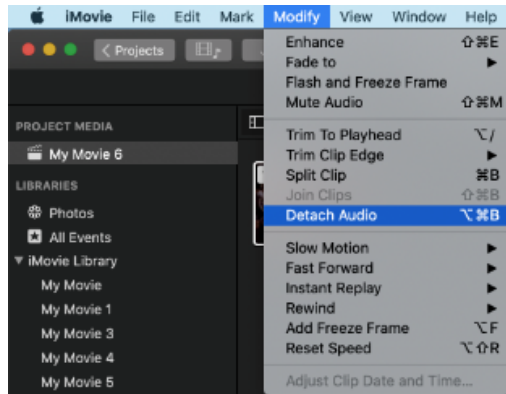 iMovie File Edit Mark Modify View Window Help
Projects
Enhance ⇧⌘E
Fade to ▶
Flash and Freeze Frame
Mute Audio ⇧⌘M
Trim To Playhead ⌥/
Trim Clip Edge ▶
Split Clip ⌘B
Join Clips ⇧⌘B
Detach Audio ⌥⌘B
Slow Motion ▶
Fast Forward ▶
Instant Replay ▶
Rewind ▶
Add Freeze Frame ⌥F
Reset Speed ⌥⇧R
Adjust Clip Date and Time...
PROJECT MEDIA
My Movie 6
LIBRARIES
Photos
All Events
▼ iMovie Library
My Movie
My Movie 1
My Movie 3
My Movie 4
My Movie 5